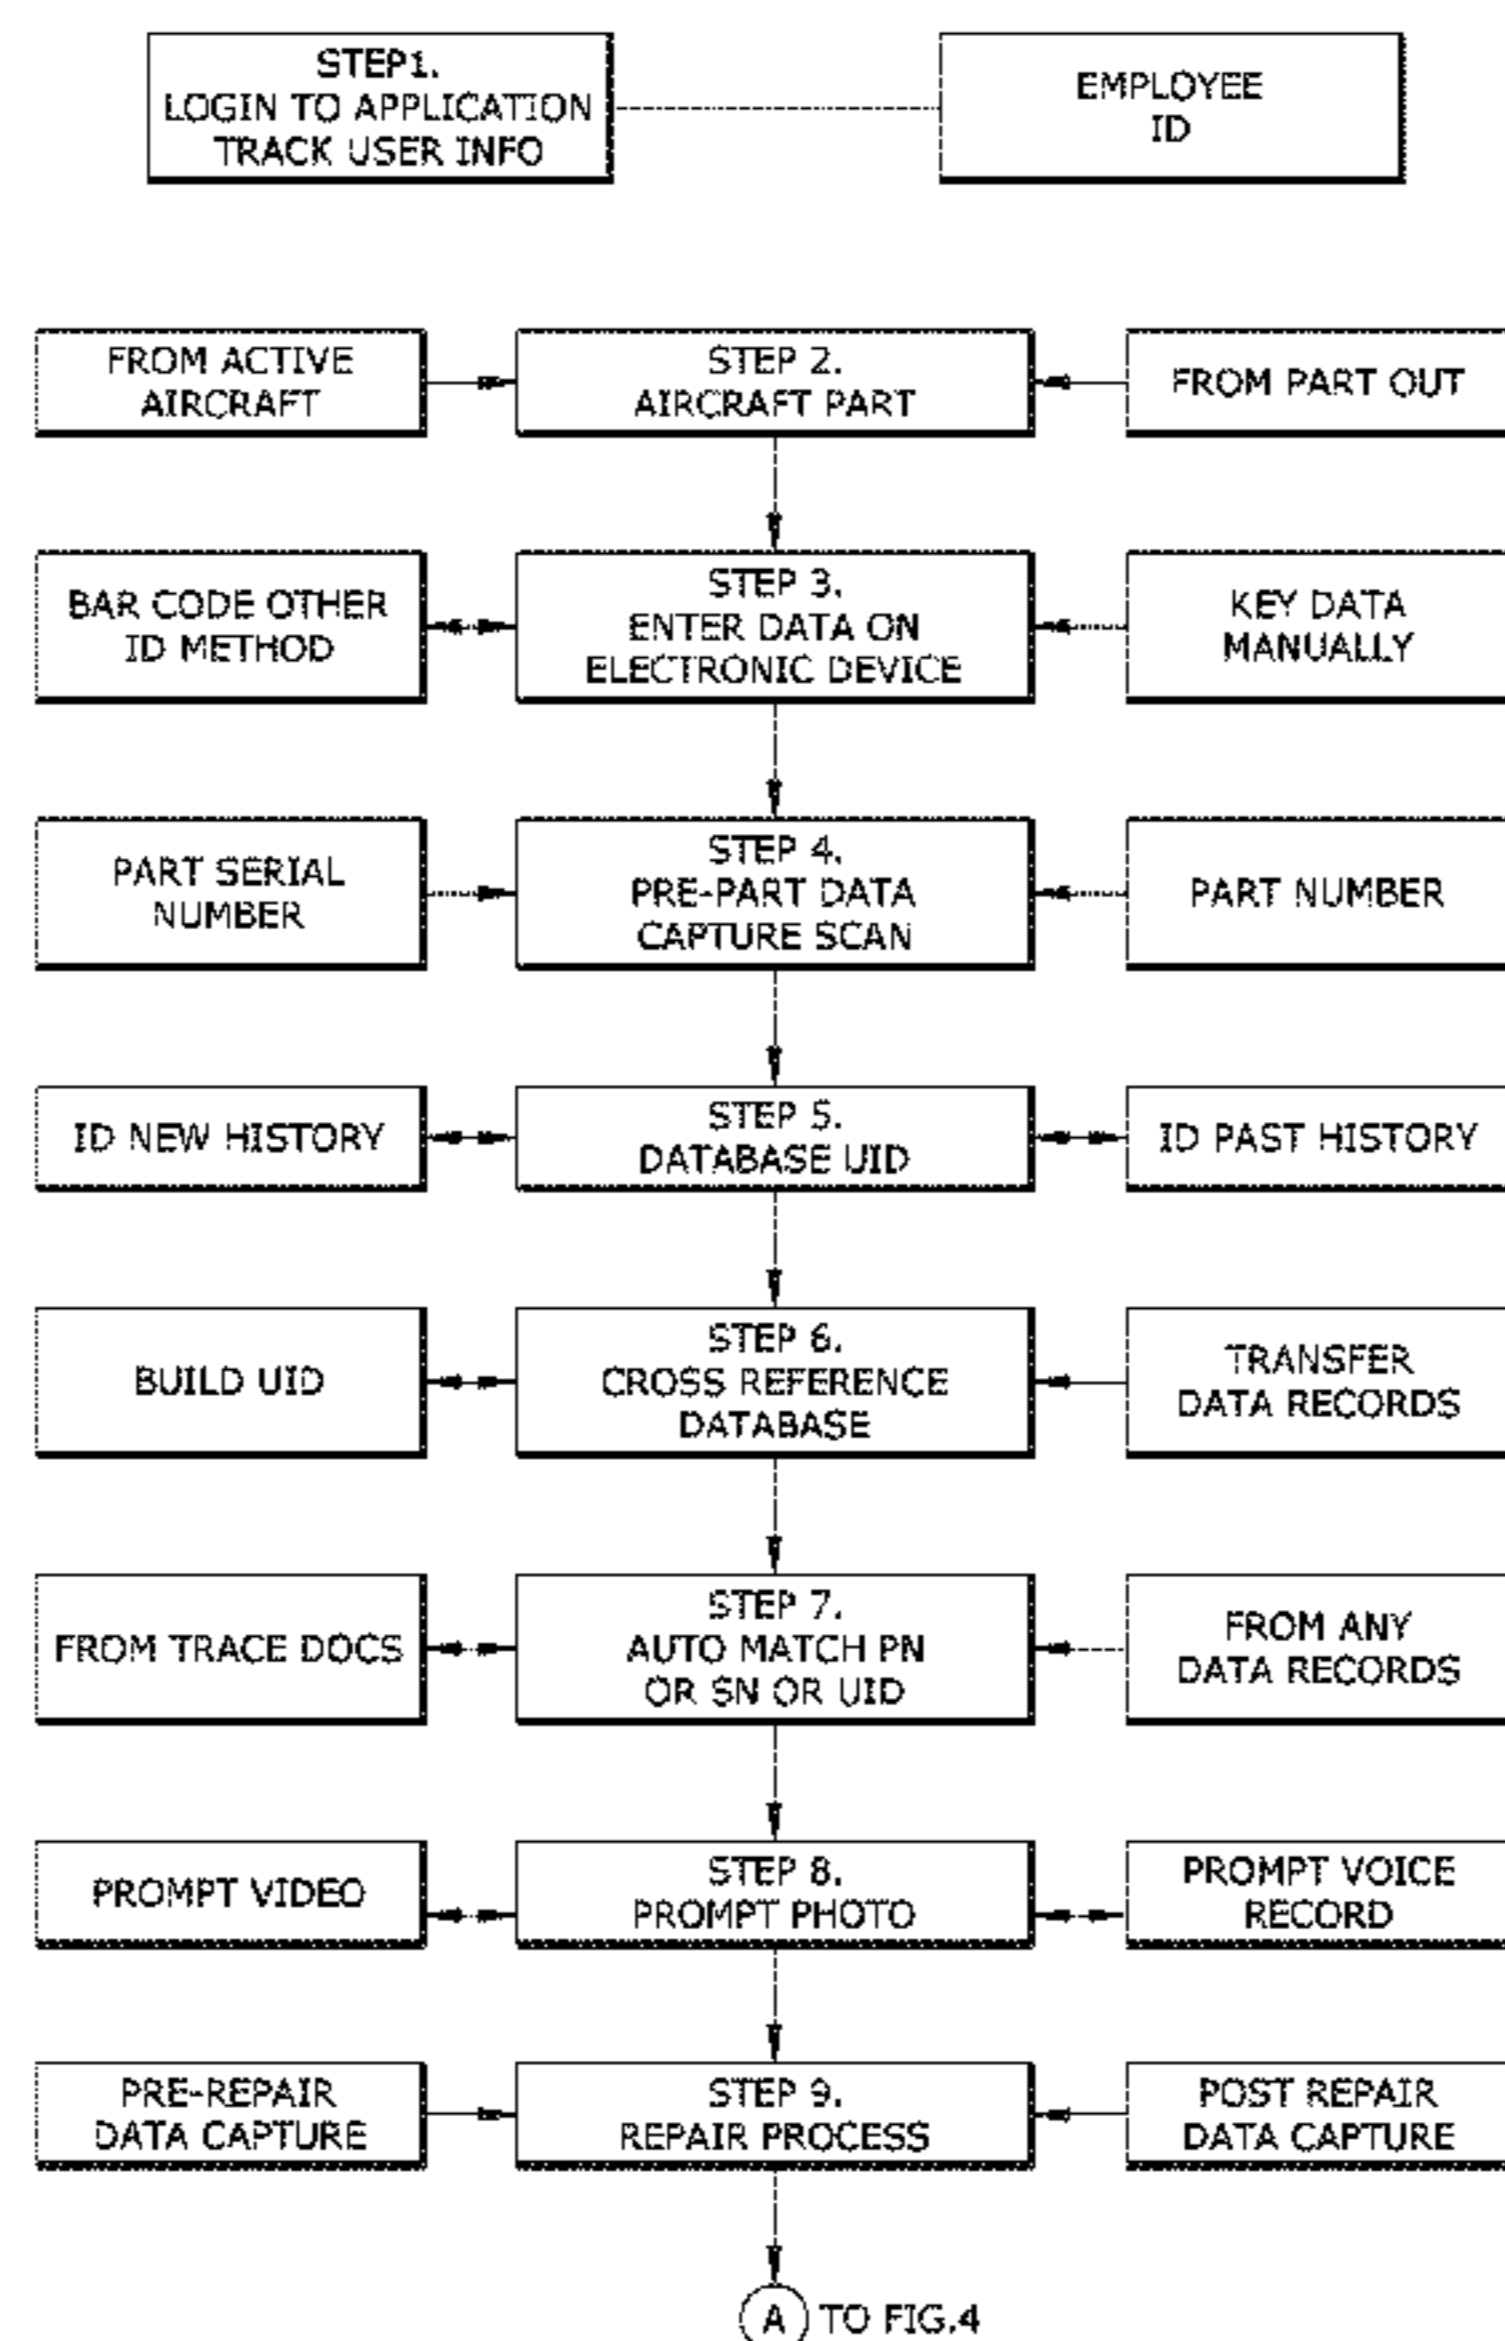 STEP1.
LOGIN TO APPLICATION
TRACK USER INFO
EMPLOYEE
ID
FROM ACTIVE
AIRCRAFT
STEP 2.
AIRCRAFT PART
FROM PART OUT
BAR CODE OTHER
ID METHOD
STEP 3.
ENTER DATA ON
ELECTRONIC DEVICE
KEY DATA
MANUALLY
PART SERIAL
NUMBER
STEP 4.
PRE-PART DATA
CAPTURE SCAN
PART NUMBER
ID NEW HISTORY
STEP 5.
DATABASE UID
ID PAST HISTORY
BUILD UID
STEP 6.
CROSS REFERENCE
DATABASE
TRANSFER
DATA RECORDS
FROM TRACE DOCS
STEP 7.
AUTO MATCH PN
OR SN OR UID
FROM ANY
DATA RECORDS
PROMPT VIDEO
STEP 8.
PROMPT PHOTO
PROMPT VOICE
RECORD
PRE-REPAIR
DATA CAPTURE
STEP 9.
REPAIR PROCESS
POST REPAIR
DATA CAPTURE
A TO FIG.4